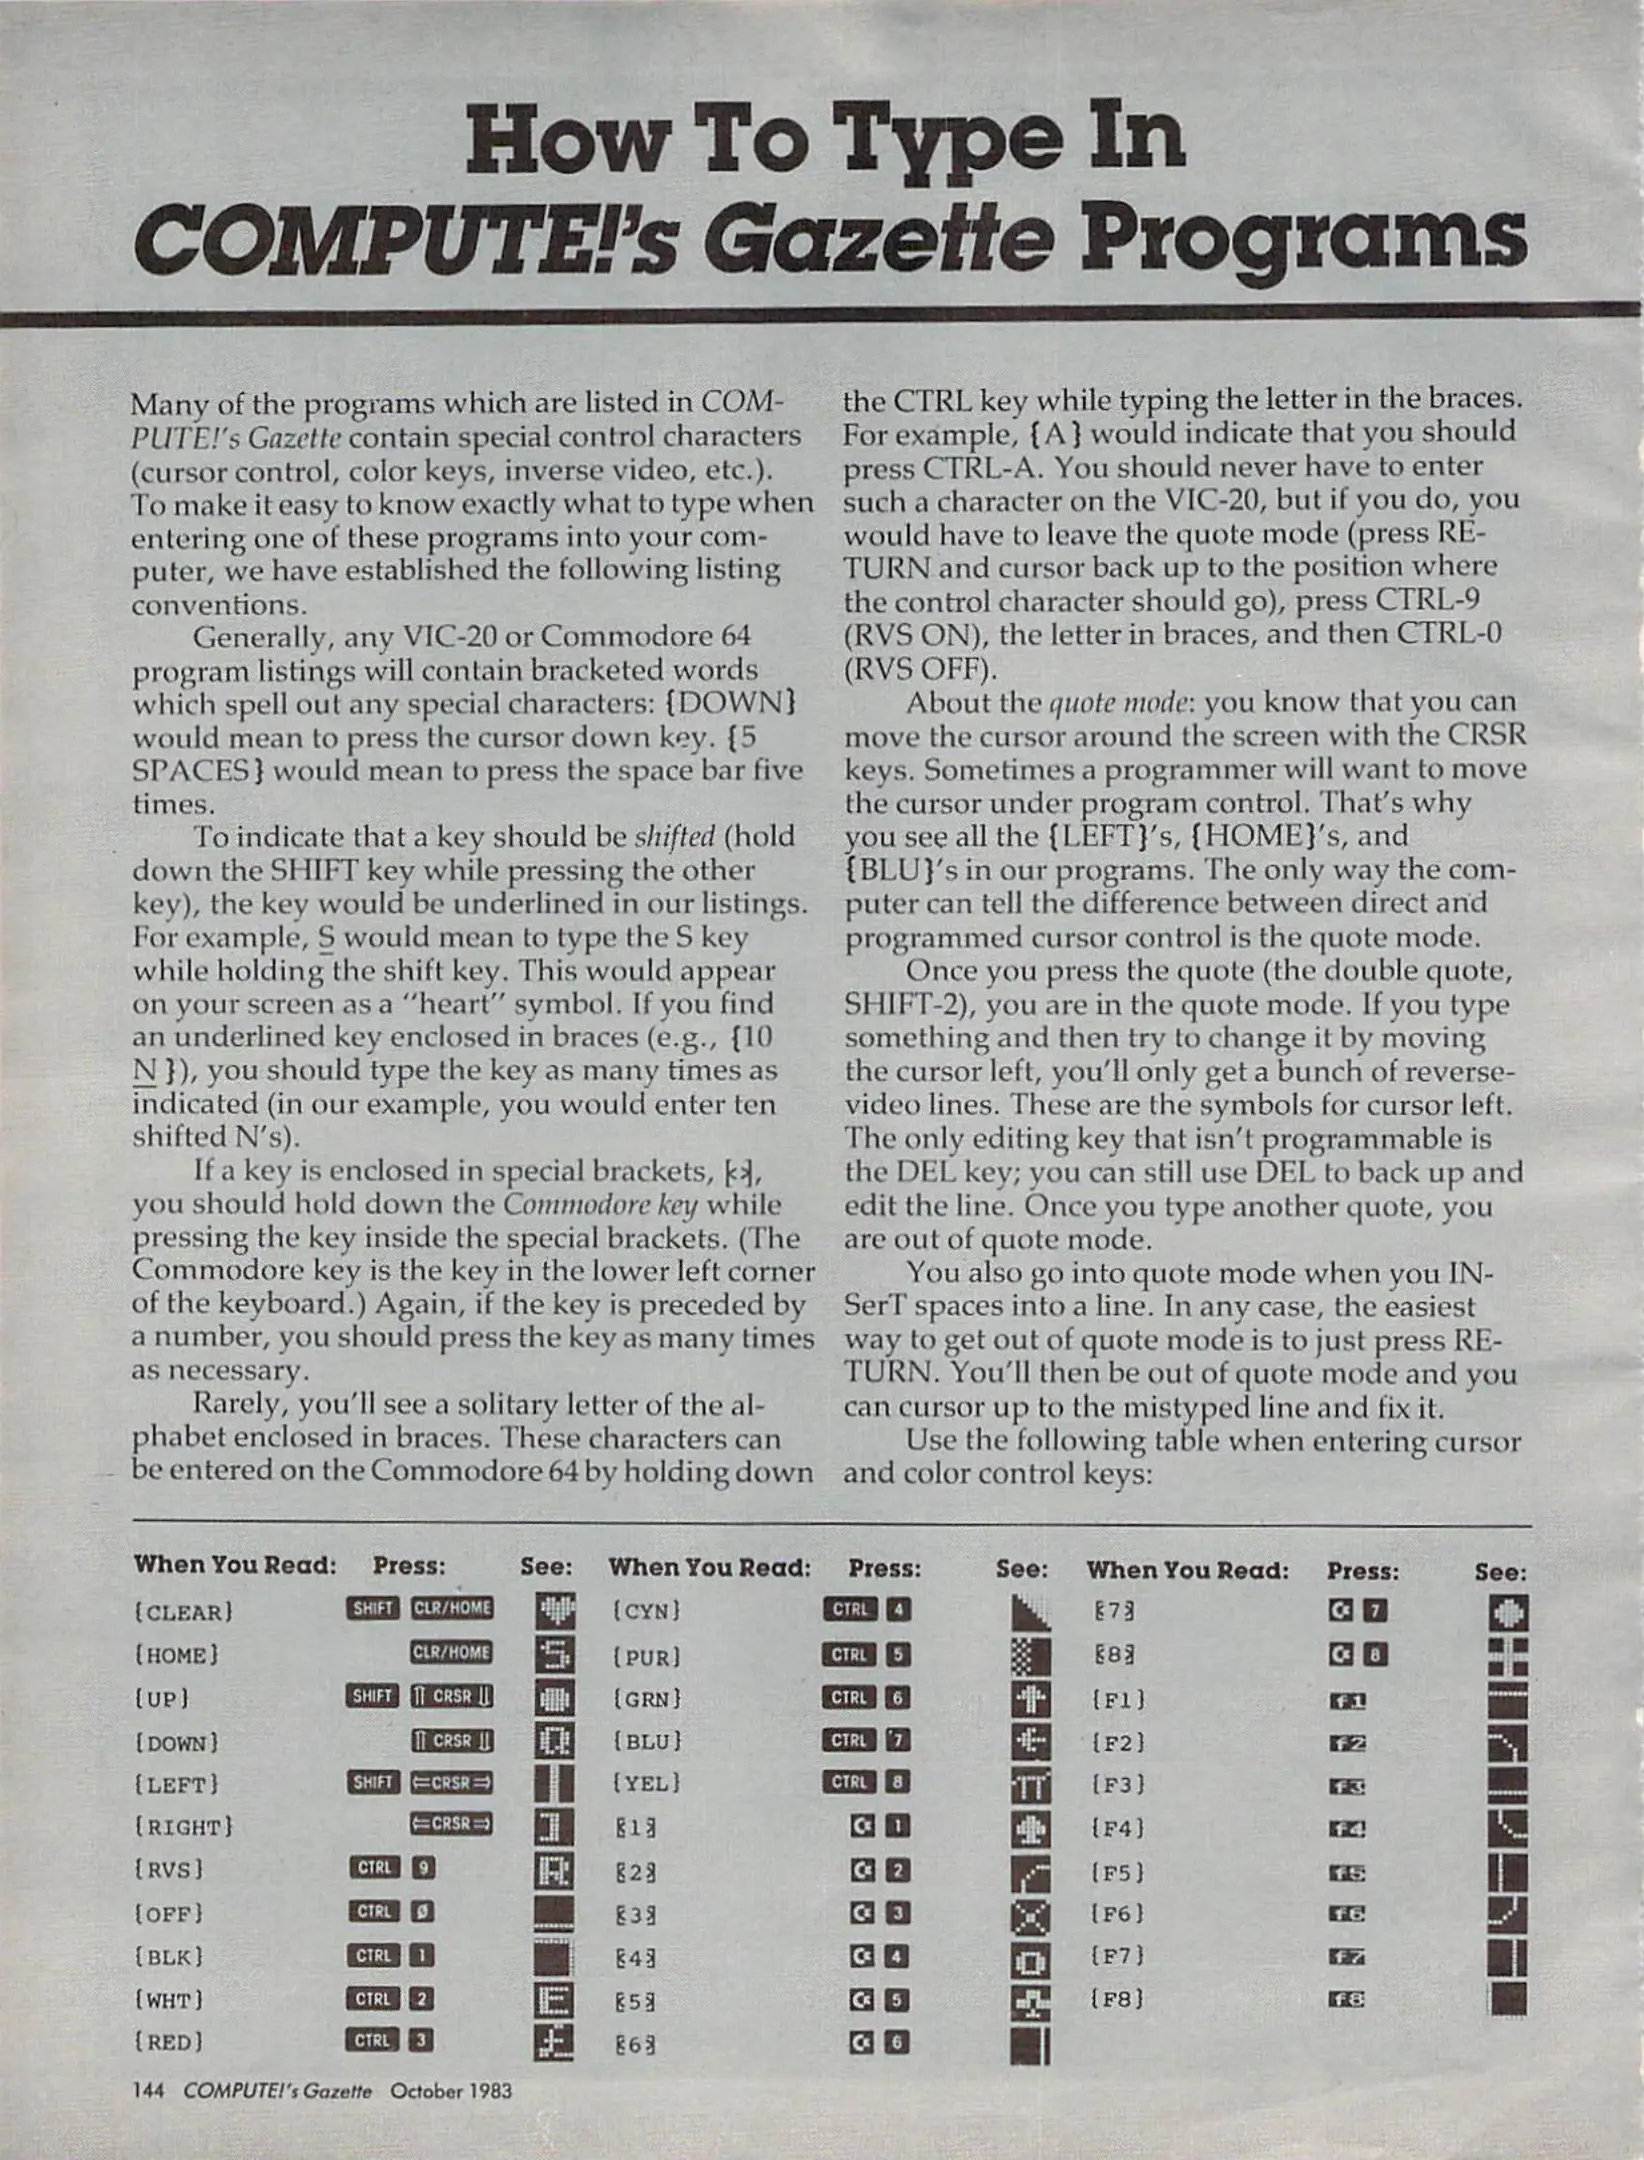 How To Type In
COMPUTE!'s Gazette Programs
Many of the programs which are listed in COM-
PUTE!'s Gazette contain special control characters
(cursor control, color keys, inverse video, etc.).
To make it easy to know exactly what to type when
entering one of these programs into your com-
puter, we have established the following listing
conventions.
Generally, any VIC-20 or Commodore 64
program listings will contain bracketed words
which spell out any special characters: {DOWN}
would mean to press the cursor down key. {5
SPACES} would mean to press the space bar five
times.
To indicate that a key should be shifted (hold
down the SHIFT key while pressing the other
key), the key would be underlined in our listings.
For example, S would mean to type the S key
while holding the shift key. This would appear
on your screen as a "heart" symbol. If you find
an underlined key enclosed in braces (e.g., {10
N }), you should type the key as many times as
indicated (in our example, you would enter ten
shifted N's).
If a key is enclosed in special brackets, [< >],
you should hold down the Commodore key while
pressing the key inside the special brackets. (The
Commodore key is the key in the lower left corner
of the keyboard.) Again, if the key is preceded by
a number, you should press the key as many times
as necessary.
Rarely, you'll see a solitary letter of the al-
phabet enclosed in braces. These characters can
be entered on the Commodore 64 by holding down
the CTRL key while typing the letter in the braces.
For example, {A} would indicate that you should
press CTRL-A. You should never have to enter
such a character on the VIC-20, but if you do, you
would have to leave the quote mode (press RE-
TURN and cursor back up to the position where
the control character should go), press CTRL-9
(RVS ON), the letter in braces, and then CTRL-0
(RVS OFF).
About the quote mode: you know that you can
move the cursor around the screen with the CRSR
keys. Sometimes a programmer will want to move
the cursor under program control. That's why
you see all the {LEFT}'s, {HOME}'s, and
{BLU}'s in our programs. The only way the com-
puter can tell the difference between direct and
programmed cursor control is the quote mode.
Once you press the quote (the double quote,
SHIFT-2), you are in the quote mode. If you type
something and then try to change it by moving
the cursor left, you'll only get a bunch of reverse-
video lines. These are the symbols for cursor left.
The only editing key that isn't programmable is
the DEL key; you can still use DEL to back up and
edit the line. Once you type another quote, you
are out of quote mode.
You also go into quote mode when you IN-
SerT spaces into a line. In any case, the easiest
way to get out of quote mode is to just press RE-
TURN. You'll then be out of quote mode and you
can cursor up to the mistyped line and fix it.
Use the following table when entering cursor
and color control keys:
When You Read: Press: See:
{CLEAR} SHIFT CLR/HOME ♥
{HOME} CLR/HOME S
{UP} SHIFT ⇑ CRSR ⇓
{DOWN} ⇑ CRSR ⇓ Q
{LEFT} SHIFT ⇐CRSR⇒
{RIGHT} ⇐CRSR⇒ ]
{RVS} CTRL 9 R
{OFF} CTRL 0
{BLK} CTRL 1
{WHT} CTRL 2 E
{RED} CTRL 3 £
When You Read: Press: See:
{CYN} CTRL 4
{PUR} CTRL 5
{GRN} CTRL 6 ↑
{BLU} CTRL 7 ←
{YEL} CTRL 8 π
[<1>] C= 1 ♠
[<2>] C= 2
[<3>] C= 3
[<4>] C= 4
[<5>] C= 5 ♣
[<6>] C= 6
When You Read: Press: See:
[<7>] C= 7 ♦
[<8>] C= 8
{F1} f1
{F2} f2
{F3} f3
{F4} f4
{F5} f5
{F6} f6
{F7} f7
{F8} f8
144 COMPUTE!'s Gazette October 1983